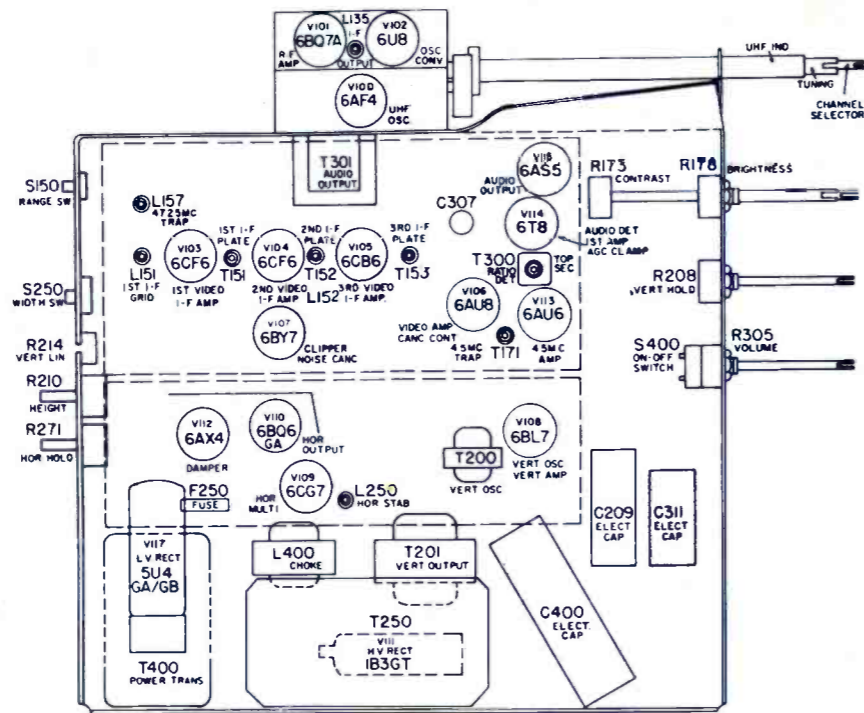 V101
6BQ7A
R-F
AMP
L135
I-F
OUTPUT
V102
6U8
OSC
CONV
V100
6AF4
UHF
OSC
UHF IND
TUNING
CHANNEL
SELECTOR
T301
AUDIO
OUTPUT
V115
6AS5
AUDIO
OUTPUT
R173
CONTRAST
R178
BRIGHTNESS
S150
RANGE SW
L157
47.25MC
TRAP
C307
V114
6T8
AUDIO DET
1ST AMP
AGC CLAMP
L151
1ST I-F
GRID
V103
6CF6
1ST VIDEO
I-F AMP
1ST I-F
PLATE
T151
V104
6CF6
2ND VIDEO
I-F AMP
2ND I-F
PLATE
T152
L152
V105
6CB6
3RD VIDEO
I-F AMP.
3RD I-F
PLATE
T153
T300
RATIO
DET
TOP
SEC
S250
WIDTH SW
V106
6AU8
VIDEO AMP
CANC CONT
V113
6AU6
4.5MC
AMP
4.5MC
TRAP
T171
R208
VERT HOLD
V107
6BY7
CLIPPER
NOISE CANC
R214
VERT LIN
S400
ON-OFF
SWITCH
R305
VOLUME
R210
HEIGHT
R271
HOR HOLD
V112
6AX4
DAMPER
V110
6BQ6
GA
HOR
OUTPUT
V108
6BL7
VERT OSC
VERT AMP
T200
VERT OSC
V109
6CG7
HOR
MULTI
L250
HOR STAB
F250
FUSE
C209
ELECT
CAP
C311
ELECT
CAP
V117
L.V RECT
5U4
GA/GB
L400
CHOKE
T201
VERT OUTPUT
C400
ELECT.
CAP
T250
V111
H.V RECT
1B3GT
T400
POWER TRANS